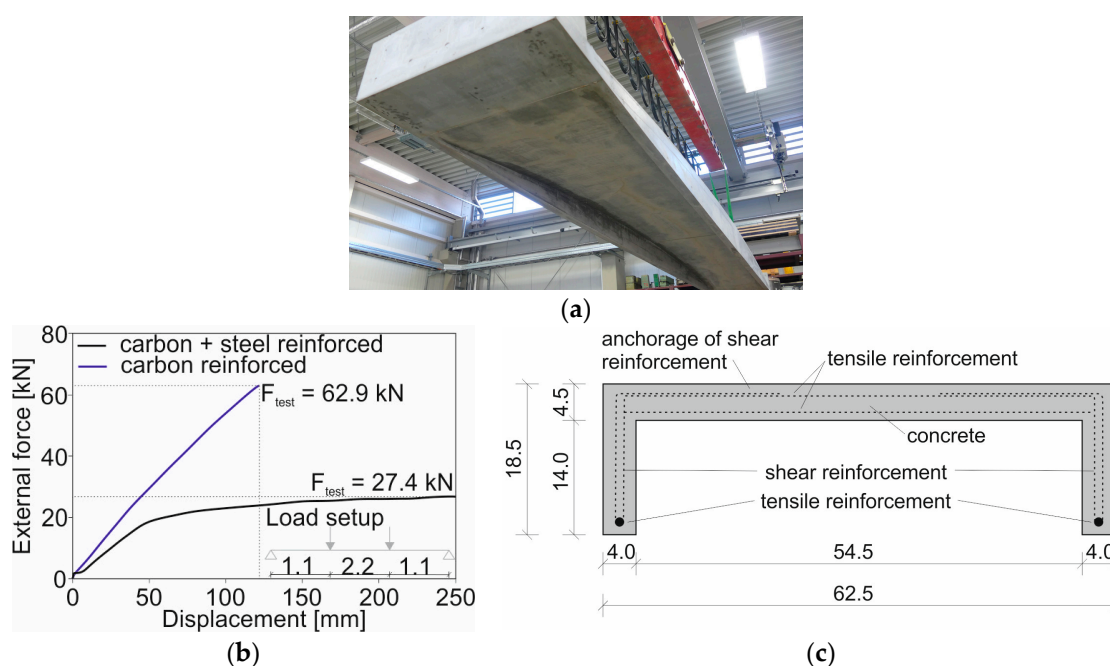 (a)
80
60
40
20
0
External force [kN]
carbon + steel reinforced
carbon reinforced
Ftest = 62.9 kN
Ftest = 27.4 kN
Load setup
1.1 2.2 1.1
0 50 100 150 200 250
Displacement [mm]
(b)
anchorage of shear
reinforcement
tensile reinforcement
4.5
18.5
14.0
concrete
shear reinforcement
tensile reinforcement
4.0 54.5 4.0
62.5
(c)